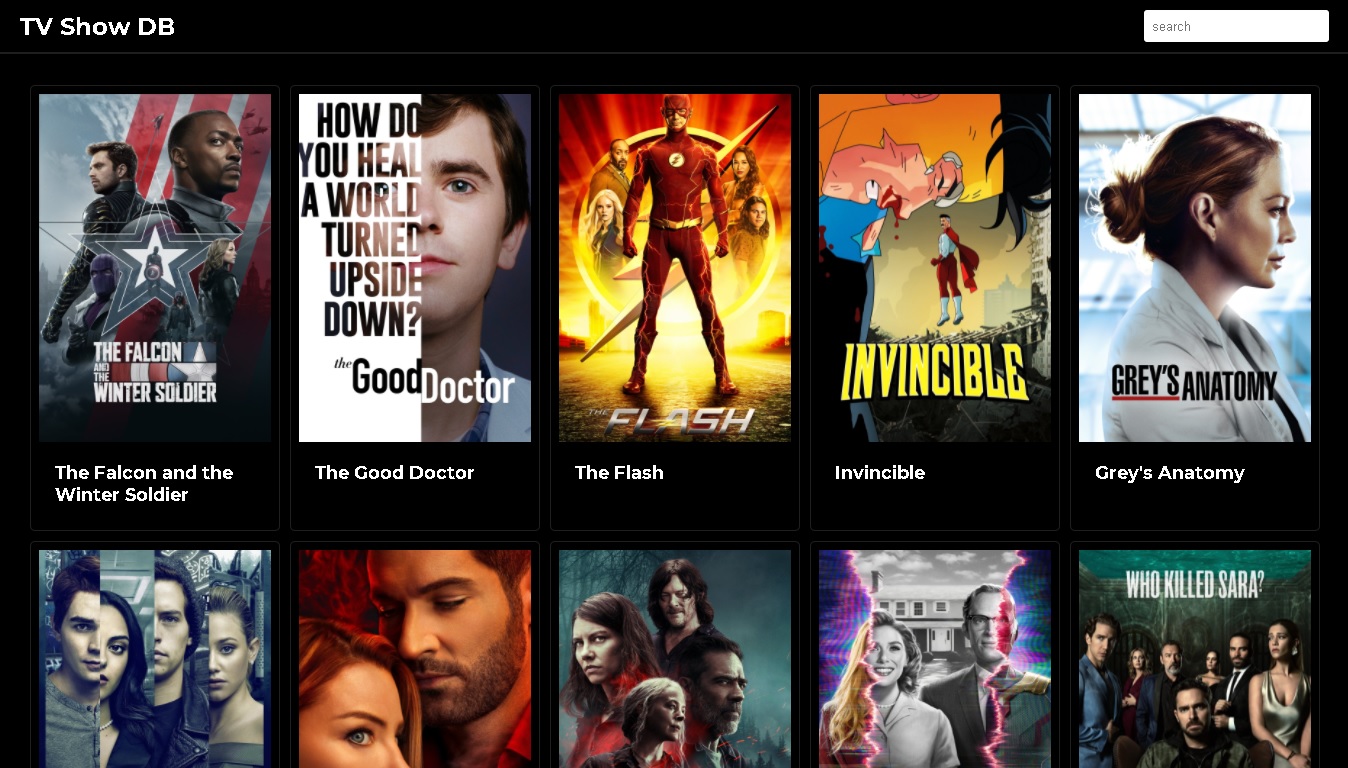 TV Show DB
search
THE FALCON
AND
THE
WINTER SOLDIER
HOW DO
YOU HEAL
A WORLD
TURNED
UPSIDE
DOWN?
the Good Doctor
THE FLASH
INVINCIBLE
GREY'S ANATOMY
The Falcon and the
Winter Soldier
The Good Doctor
The Flash
Invincible
Grey's Anatomy
WHO KILLED SARA?